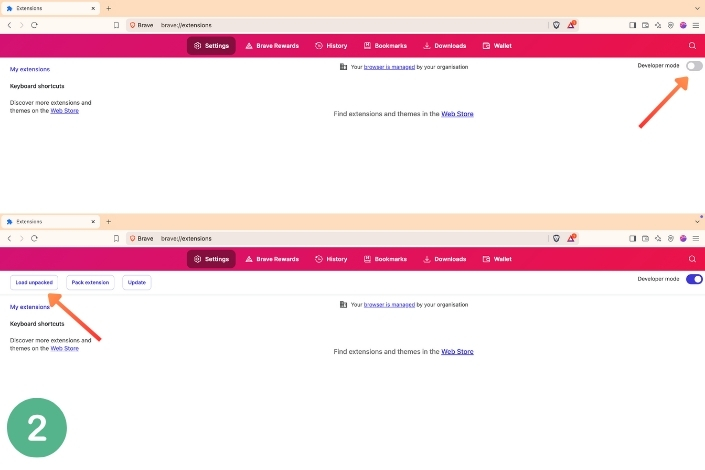 Extensions
Brave brave://extensions
Settings Brave Rewards History Bookmarks Downloads Wallet
My extensions
Your browser is managed by your organisation
Developer mode
Keyboard shortcuts
Discover more extensions and
themes on the Web Store
Find extensions and themes in the Web Store
Extensions
Brave brave://extensions
Settings Brave Rewards History Bookmarks Downloads Wallet
Load unpacked Pack extension Update
Developer mode
My extensions
Your browser is managed by your organisation
Keyboard shortcuts
Discover more extensions and
themes on the Web Store
Find extensions and themes in the Web Store
2